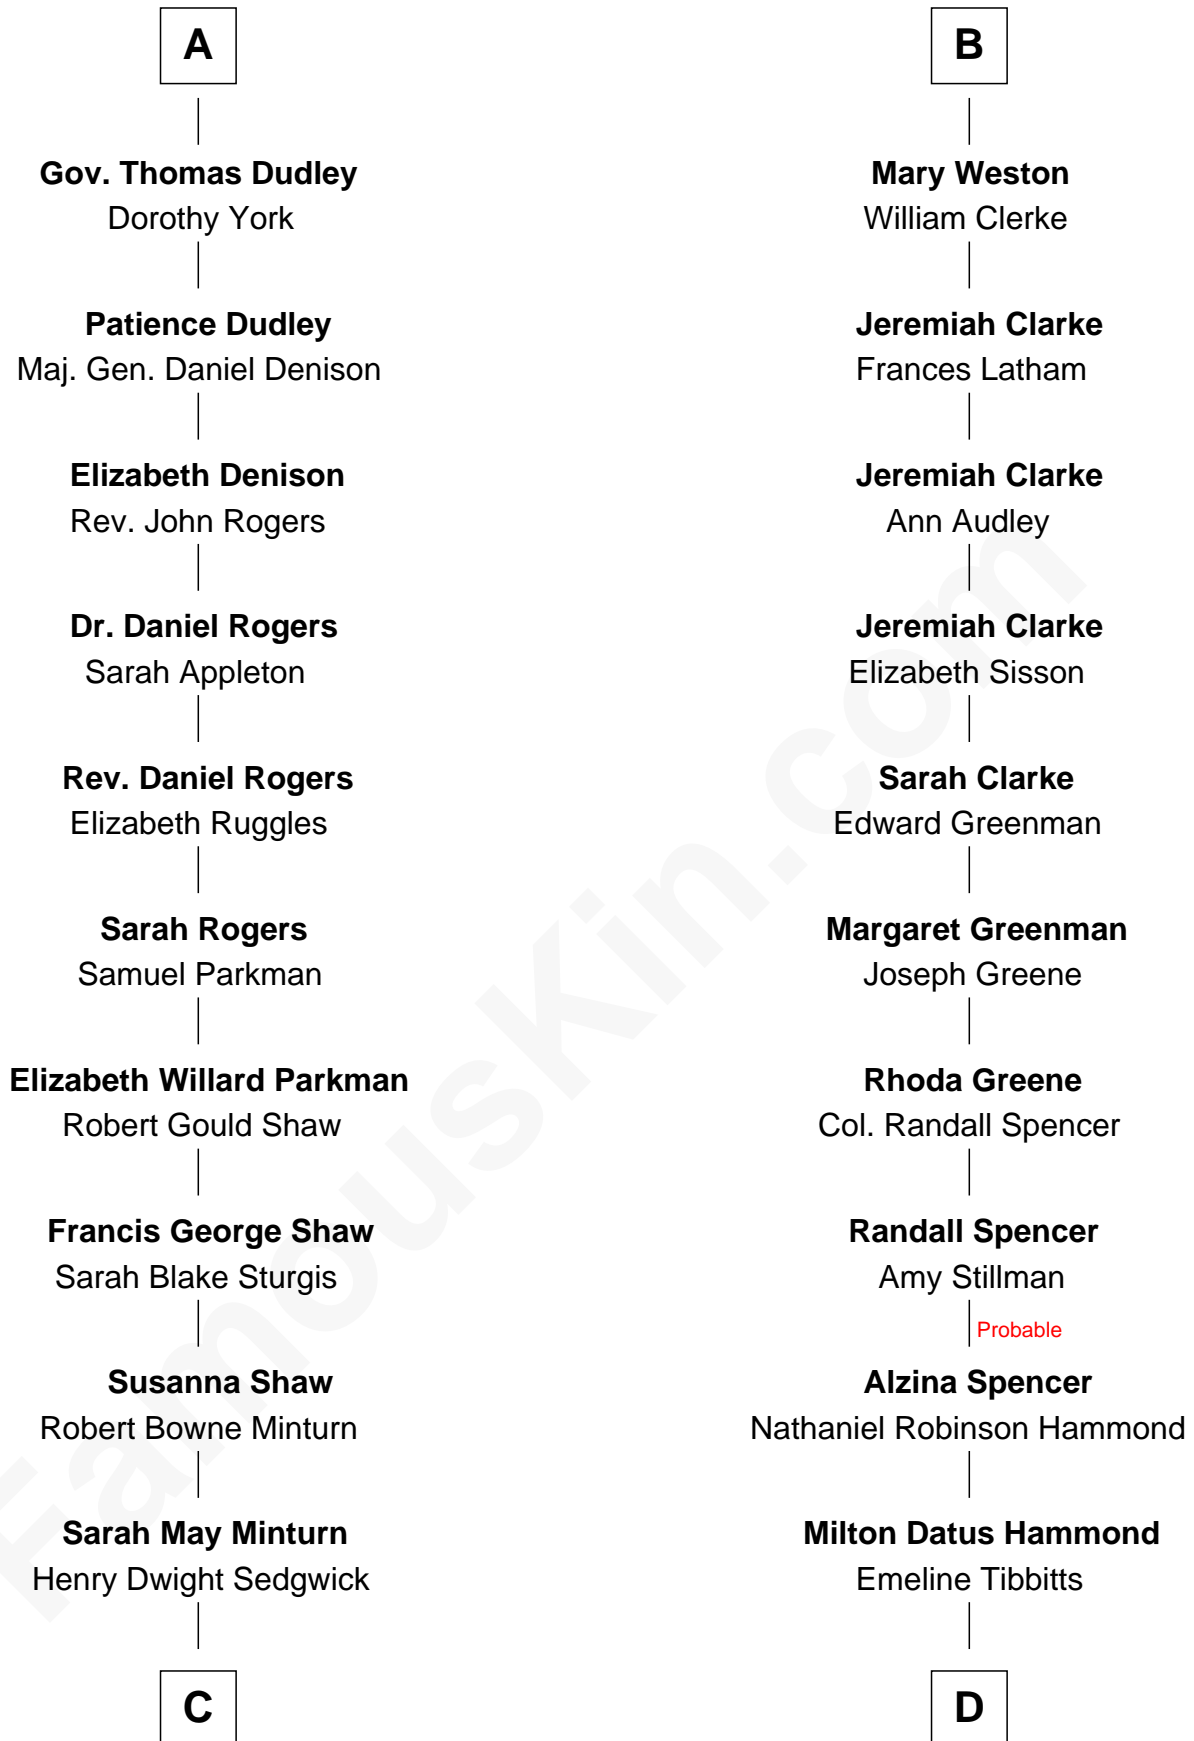 A
Gov. Thomas Dudley
Dorothy York
Patience Dudley
Maj. Gen. Daniel Denison
Elizabeth Denison
Rev. John Rogers
Dr. Daniel Rogers
Sarah Appleton
Rev. Daniel Rogers
Elizabeth Ruggles
Sarah Rogers
Samuel Parkman
Elizabeth Willard Parkman
Robert Gould Shaw
Francis George Shaw
Sarah Blake Sturgis
Susanna Shaw
Robert Bowne Minturn
Sarah May Minturn
Henry Dwight Sedgwick
C
B
Mary Weston
William Clerke
Jeremiah Clarke
Frances Latham
Jeremiah Clarke
Ann Audley
Jeremiah Clarke
Elizabeth Sisson
Sarah Clarke
Edward Greenman
Margaret Greenman
Joseph Greene
Rhoda Greene
Col. Randall Spencer
Randall Spencer
Amy Stillman
Probable
Alzina Spencer
Nathaniel Robinson Hammond
Milton Datus Hammond
Emeline Tibbitts
D
FamousKin.com